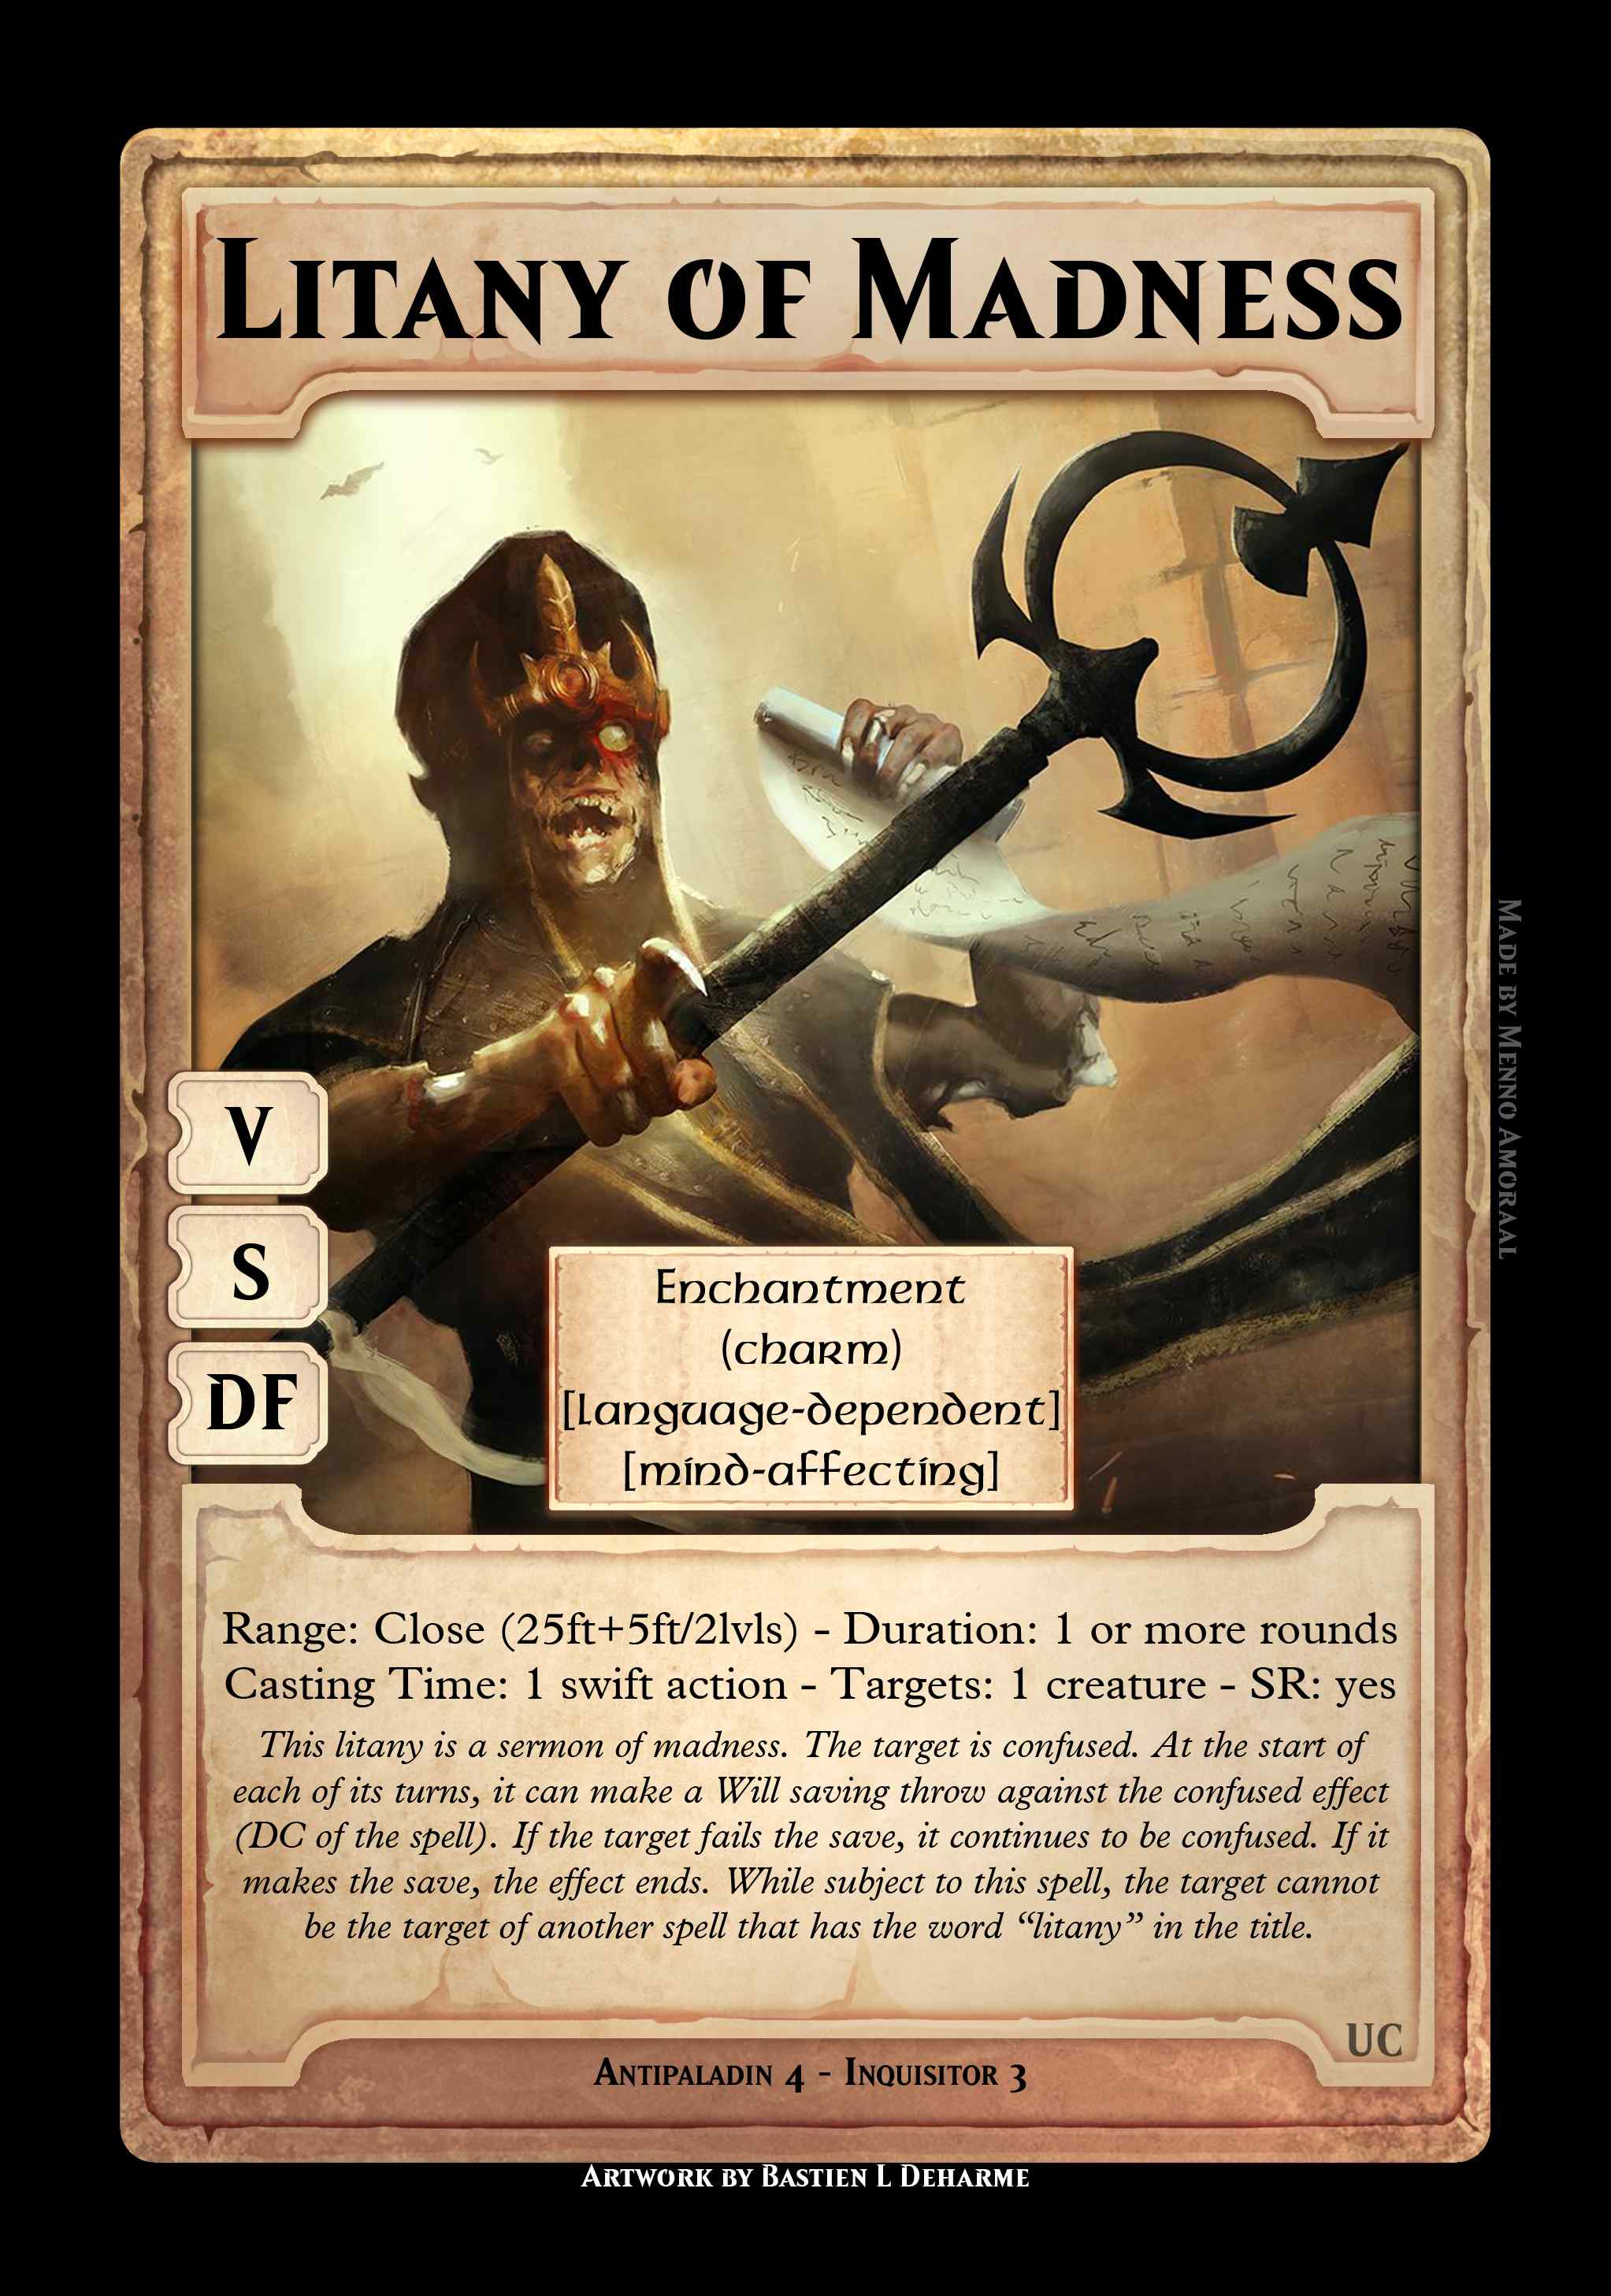 Litany of Madness
V
S
DF
Enchantment
(charm)
[language-dependent]
[mind-affecting]
Range: Close (25ft+5ft/2lvls) - Duration: 1 or more rounds
Casting Time: 1 swift action - Targets: 1 creature - SR: yes
This litany is a sermon of madness. The target is confused. At the start of
each of its turns, it can make a Will saving throw against the confused effect
(DC of the spell). If the target fails the save, it continues to be confused. If it
makes the save, the effect ends. While subject to this spell, the target cannot
be the target of another spell that has the word “litany” in the title.
UC
Antipaladin 4 - Inquisitor 3
Artwork by Bastien L Deharme
Made by Menno Amoraal